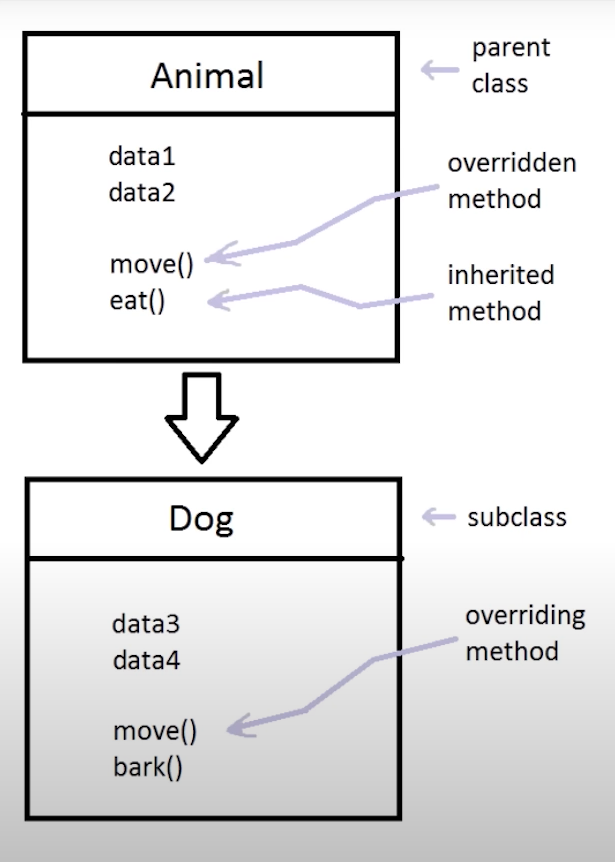 Animal
parent
class
data1
data2
overridden
method
move()
eat()
inherited
method
Dog
subclass
data3
data4
overriding
method
move()
bark()